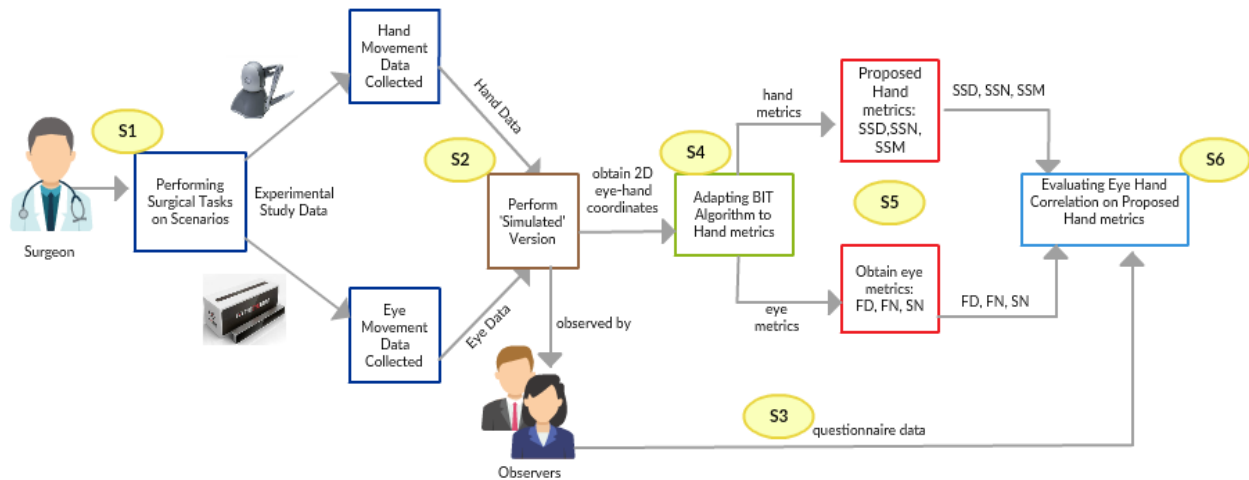 S1
Surgeon
Performing
Surgical Tasks
on Scenarios
Experimental
Study Data
Hand
Movement
Data
Collected
Eye
Movement
Data
Collected
Hand Data
Eye Data
S2
Perform
'Simulated'
Version
observed by
Observers
obtain 2D
eye-hand
coordinates
S3
questionnaire data
S4
Adapting BIT
Algorithm to
Hand metrics
hand
metrics
eye
metrics
Proposed
Hand
metrics:
SSD,SSN,
SSM
S5
Obtain eye
metrics:
FD, FN, SN
SSD, SSN, SSM
FD, FN, SN
S6
Evaluating Eye Hand
Correlation on Proposed
Hand metrics